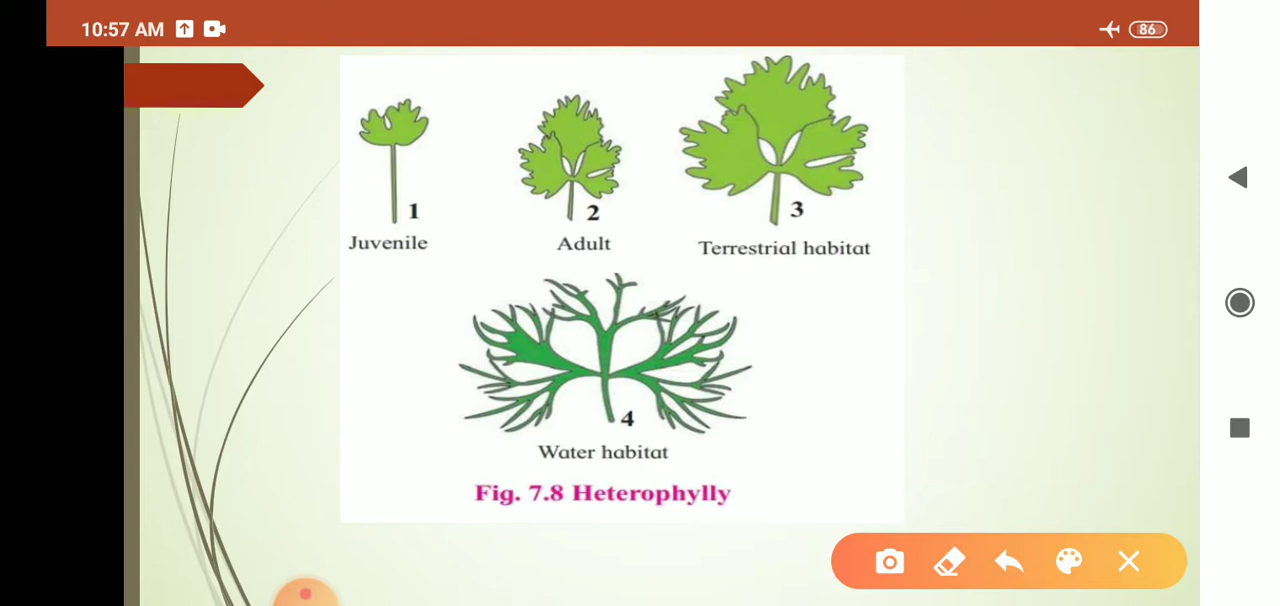 10:57 AM
86
1
2
3
Juvenile
Adult
Terrestrial habitat
4
Water habitat
Fig. 7.8 Heterophylly